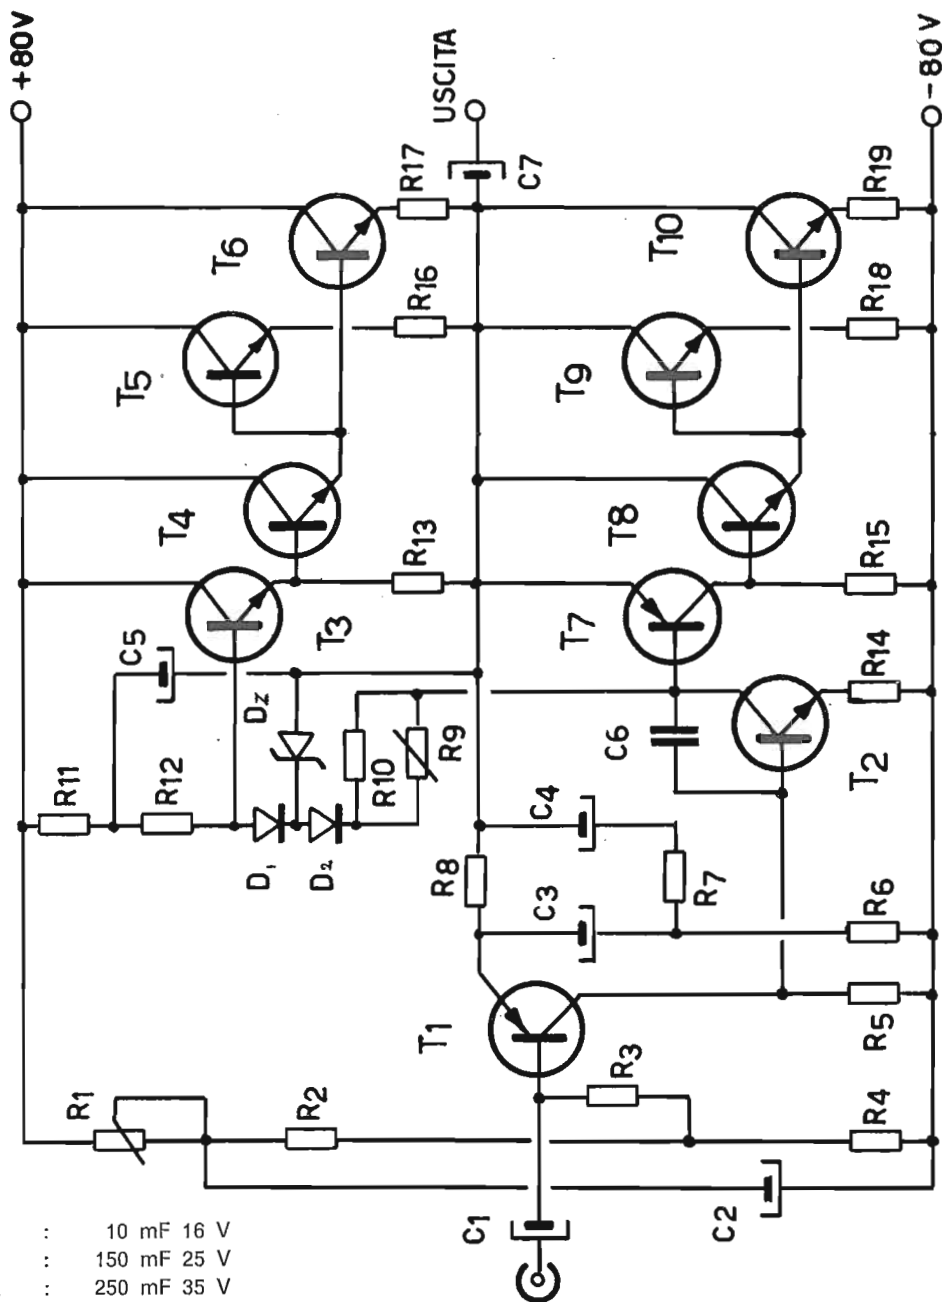 +80V
USCITA
-80V
R17
C7
R19
T6
T10
R16
R18
T5
T9
T4
T8
R13
R15
T3
T7
C5
DZ
R14
R11
R12
R10
R9
C6
T2
D1
D2
R8
C4
C3
R7
R6
T1
R5
R3
R1
R2
R4
C1
C2
: 10 mF 16 V
: 150 mF 25 V
: 250 mF 35 V